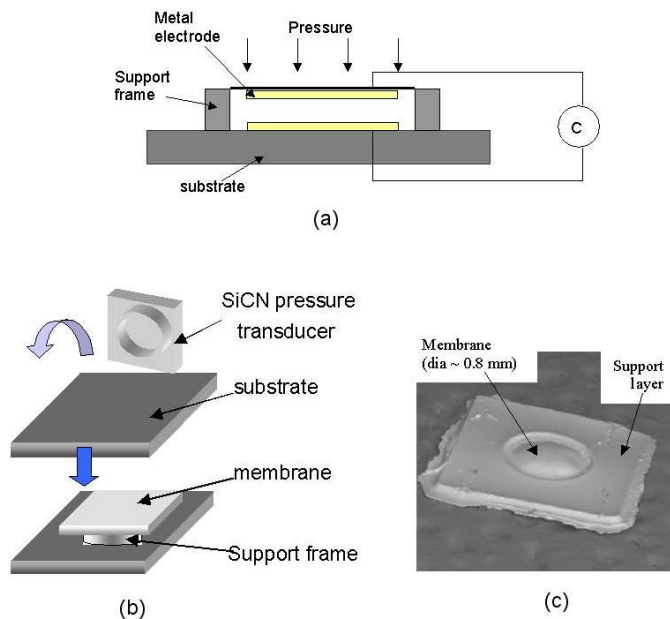 Metal
electrode
Pressure
Support
frame
C
substrate
(a)
SiCN pressure
transducer
substrate
membrane
Support frame
(b)
Membrane
(dia ~ 0.8 mm)
Support
layer
(c)